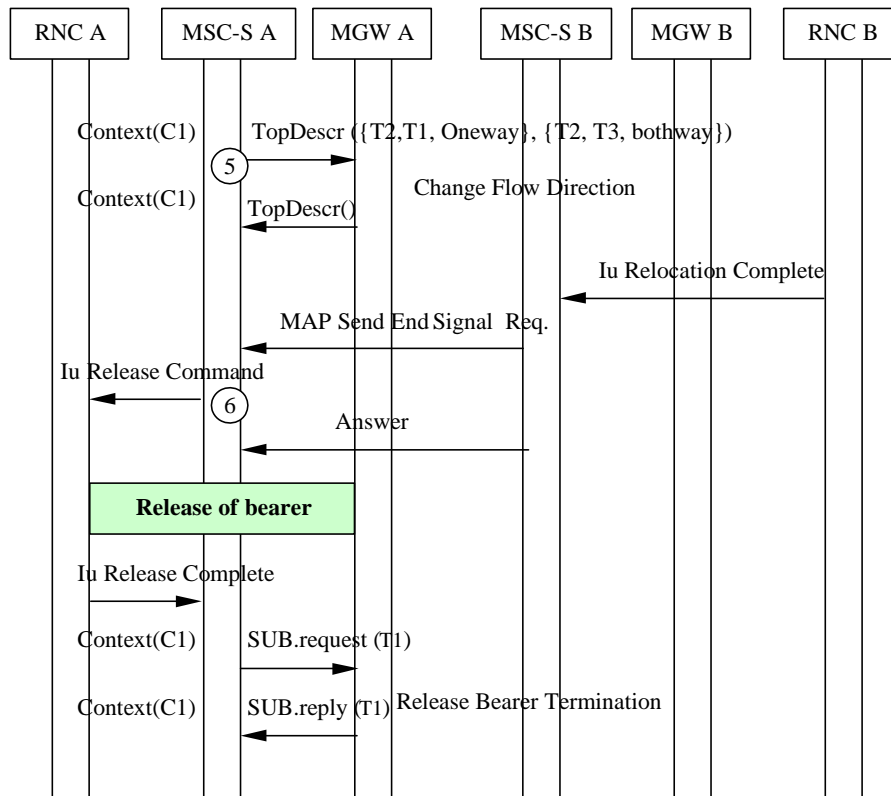 RNC A
MSC-S A
MGW A
MSC-S B
MGW B
RNC B
Context(C1)
TopDescr ({T2,T1, Oneway}, {T2, T3, bothway})
5
Change Flow Direction
Context(C1)
TopDescr()
Iu Relocation Complete
MAP Send End Signal Req.
Iu Release Command
6
Answer
Release of bearer
Iu Release Complete
Context(C1)
SUB.request (T1)
Context(C1)
SUB.reply (T1)
Release Bearer Termination